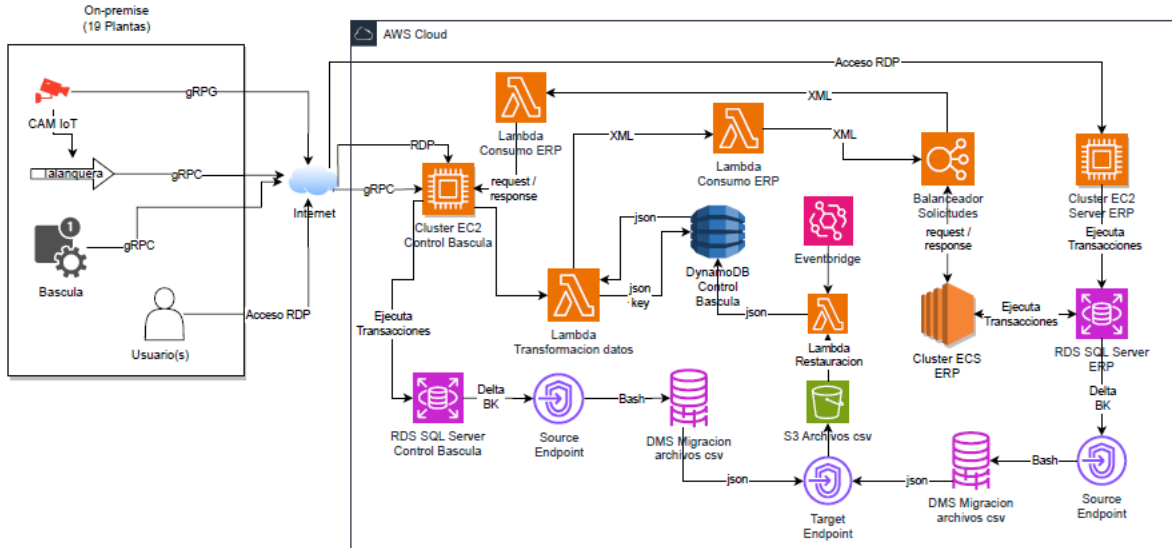 On-premise
(19 Plantas)
AWS Cloud
CAM IoT
gRPG
Talanquera
gRPC
gRPC
1
Bascula
Usuario(s)
Acceso RDP
Internet
RDP
gRPC
Acceso RDP
Lambda
Consumo ERP
XML
request /
response
Cluster EC2
Control Bascula
XML
Lambda
Consumo ERP
XML
Balanceador
Solicitudes
Cluster EC2
Server ERP
request /
response
Ejecuta
Transacciones
json
json
key
DynamoDB
Control
Bascula
Eventbridge
json
Lambda
Transformacion datos
Lambda
Restauracion
Cluster ECS
ERP
Ejecuta
Transacciones
RDS SQL Server
ERP
Ejecuta
Transacciones
RDS SQL Server
Control Bascula
Delta
BK
Source
Endpoint
Bash
DMS Migracion
archivos csv
json
S3 Archivos csv
Target
Endpoint
json
DMS Migracion
archivos csv
Bash
Delta
BK
Source
Endpoint